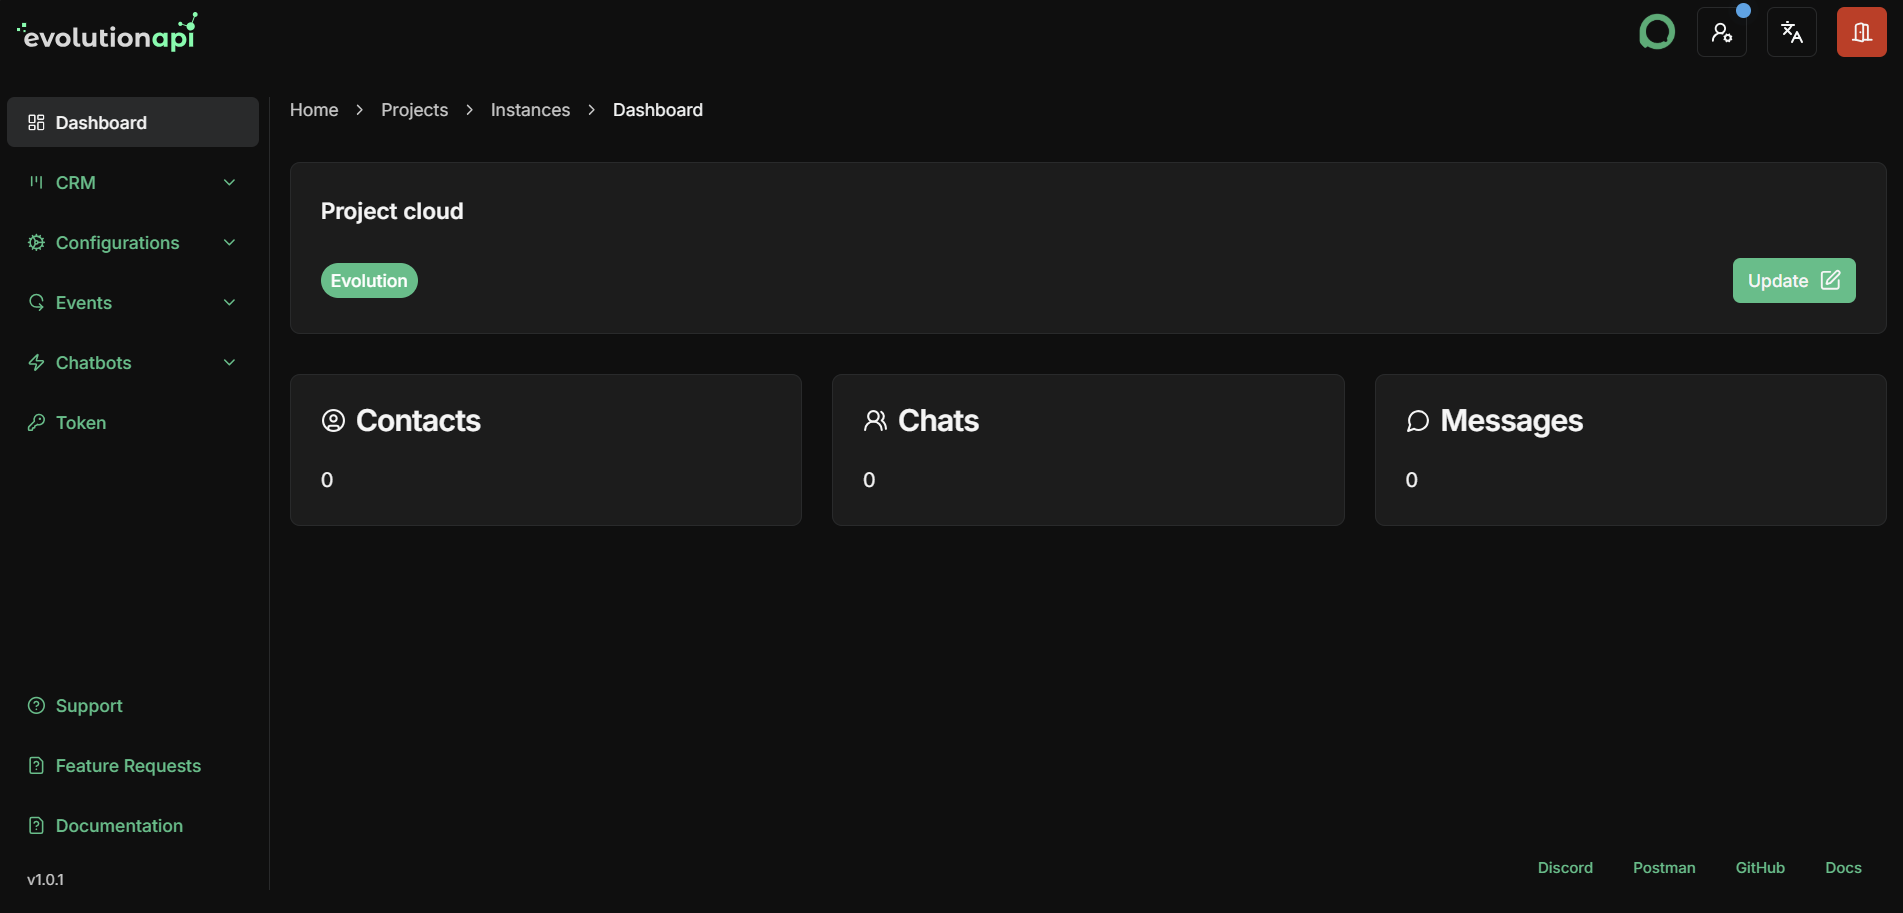 evolutionapi
Home > Projects > Instances > Dashboard
Dashboard
CRM
Configurations
Events
Chatbots
Token
Project cloud
Evolution
Update
Contacts
0
Chats
0
Messages
0
Support
Feature Requests
Documentation
v1.0.1
Discord Postman GitHub Docs